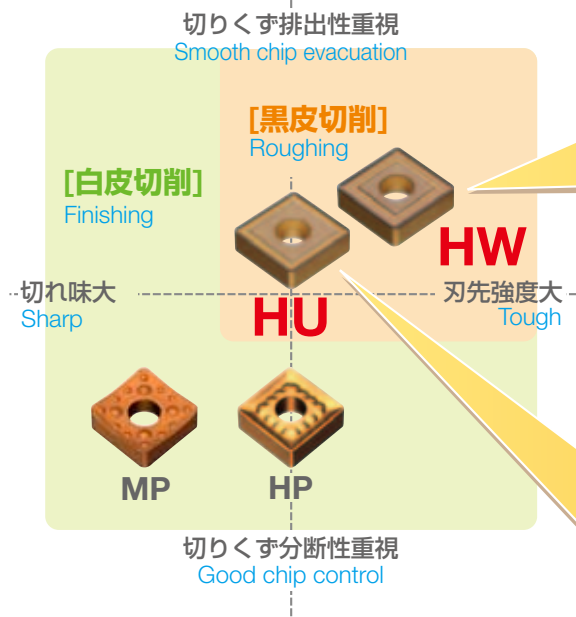 切りくず排出性重視
Smooth chip evacuation
[黒皮切削]
Roughing
[白皮切削]
Finishing
HW
切れ味大
Sharp
刃先強度大
Tough
HU
MP
HP
切りくず分断性重視
Good chip control